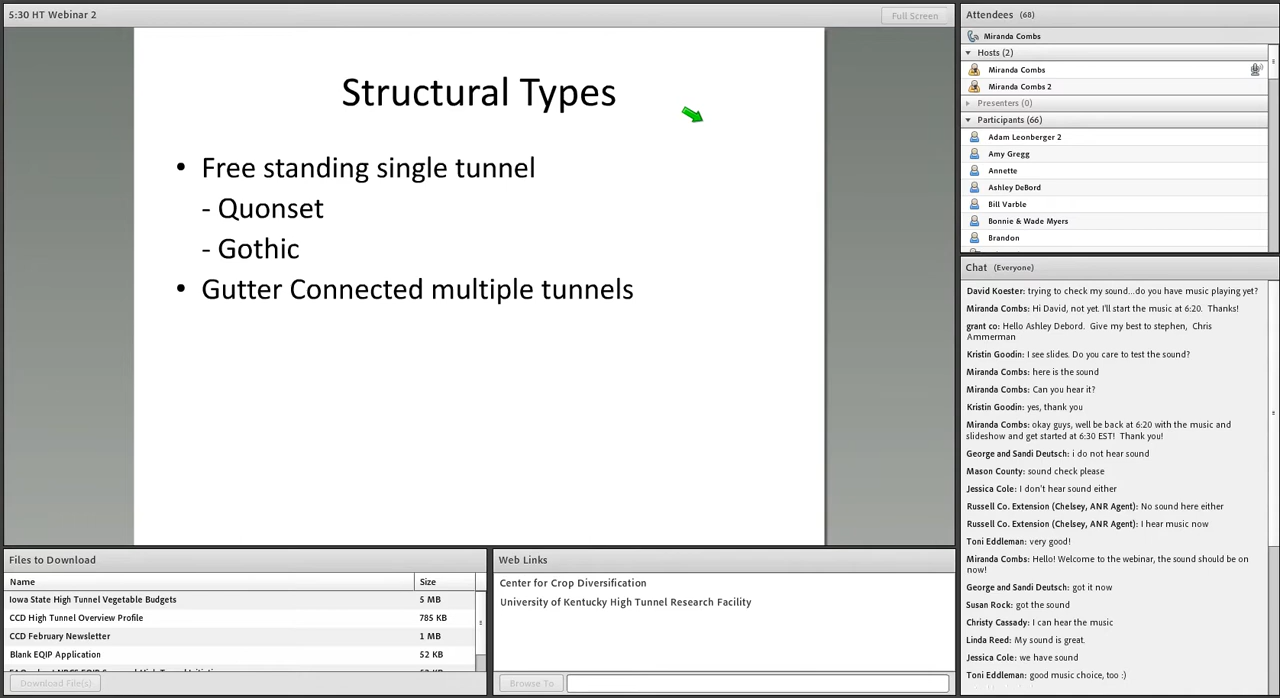 5:30 HT Webinar 2
Full Screen
Structural Types
• Free standing single tunnel
- Quonset
- Gothic
• Gutter Connected multiple tunnels
Files to Download
Name Size
Iowa State High Tunnel Vegetable Budgets 5 MB
CCD High Tunnel Overview Profile 785 KB
CCD February Newsletter 1 MB
Blank EQIP Application 52 KB
Download File(s)
Web Links
Center for Crop Diversification
University of Kentucky High Tunnel Research Facility
Browse To
Attendees (68)
Miranda Combs
Hosts (2)
Miranda Combs
Miranda Combs 2
Presenters (0)
Participants (66)
Adam Leonberger 2
Amy Gregg
Annette
Ashley DeBord
Bill Varble
Bonnie & Wade Myers
Brandon
Chat (Everyone)
David Koester: trying to check my sound...do you have music playing yet?
Miranda Combs: Hi David, not yet. I'll start the music at 6:20. Thanks!
grant co: Hello Ashley Debord. Give my best to stephen, Chris
Ammerman
Kristin Goodin: I see slides. Do you care to test the sound?
Miranda Combs: here is the sound
Miranda Combs: Can you hear it?
Kristin Goodin: yes, thank you
Miranda Combs: okay guys, well be back at 6:20 with the music and
slideshow and get started at 6:30 EST! Thank you!
George and Sandi Deutsch: i do not hear sound
Mason County: sound check please
Jessica Cole: I don't hear sound either
Russell Co. Extension (Chelsey, ANR Agent): No sound here either
Russell Co. Extension (Chelsey, ANR Agent): I hear music now
Toni Eddleman: very good!
Miranda Combs: Hello! Welcome to the webinar, the sound should be on
now!
George and Sandi Deutsch: got it now
Susan Rock: got the sound
Christy Cassady: I can hear the music
Linda Reed: My sound is great.
Jessica Cole: we have sound
Toni Eddleman: good music choice, too :)